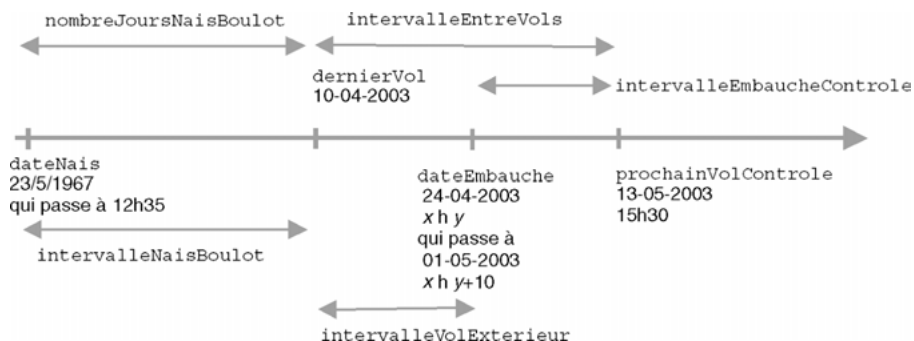 nombreJoursNaisBoulot
intervalleEntreVols
dernierVol
10-04-2003
intervalleEmbaucheControle
dateNais
23/5/1967
qui passe à 12h35
intervalleNaisBoulot
dateEmbauche
24-04-2003
x h y
qui passe à
01-05-2003
x h y+10
prochainVolControle
13-05-2003
15h30
intervalleVolExterieur